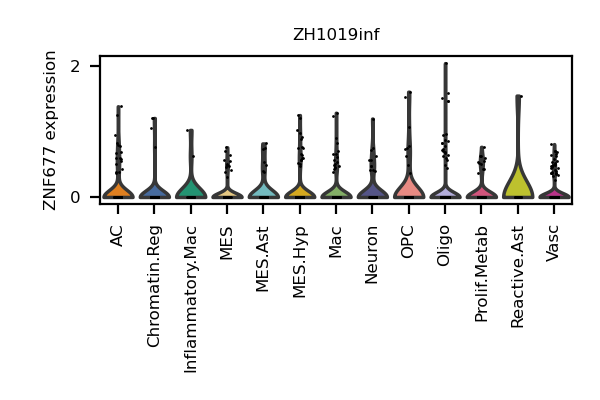 ZH1019inf
ZNF677 expression
2
0
AC
Chromatin.Reg
Inflammatory.Mac
MES
MES.Ast
MES.Hyp
Mac
Neuron
OPC
Oligo
Prolif.Metab
Reactive.Ast
Vasc